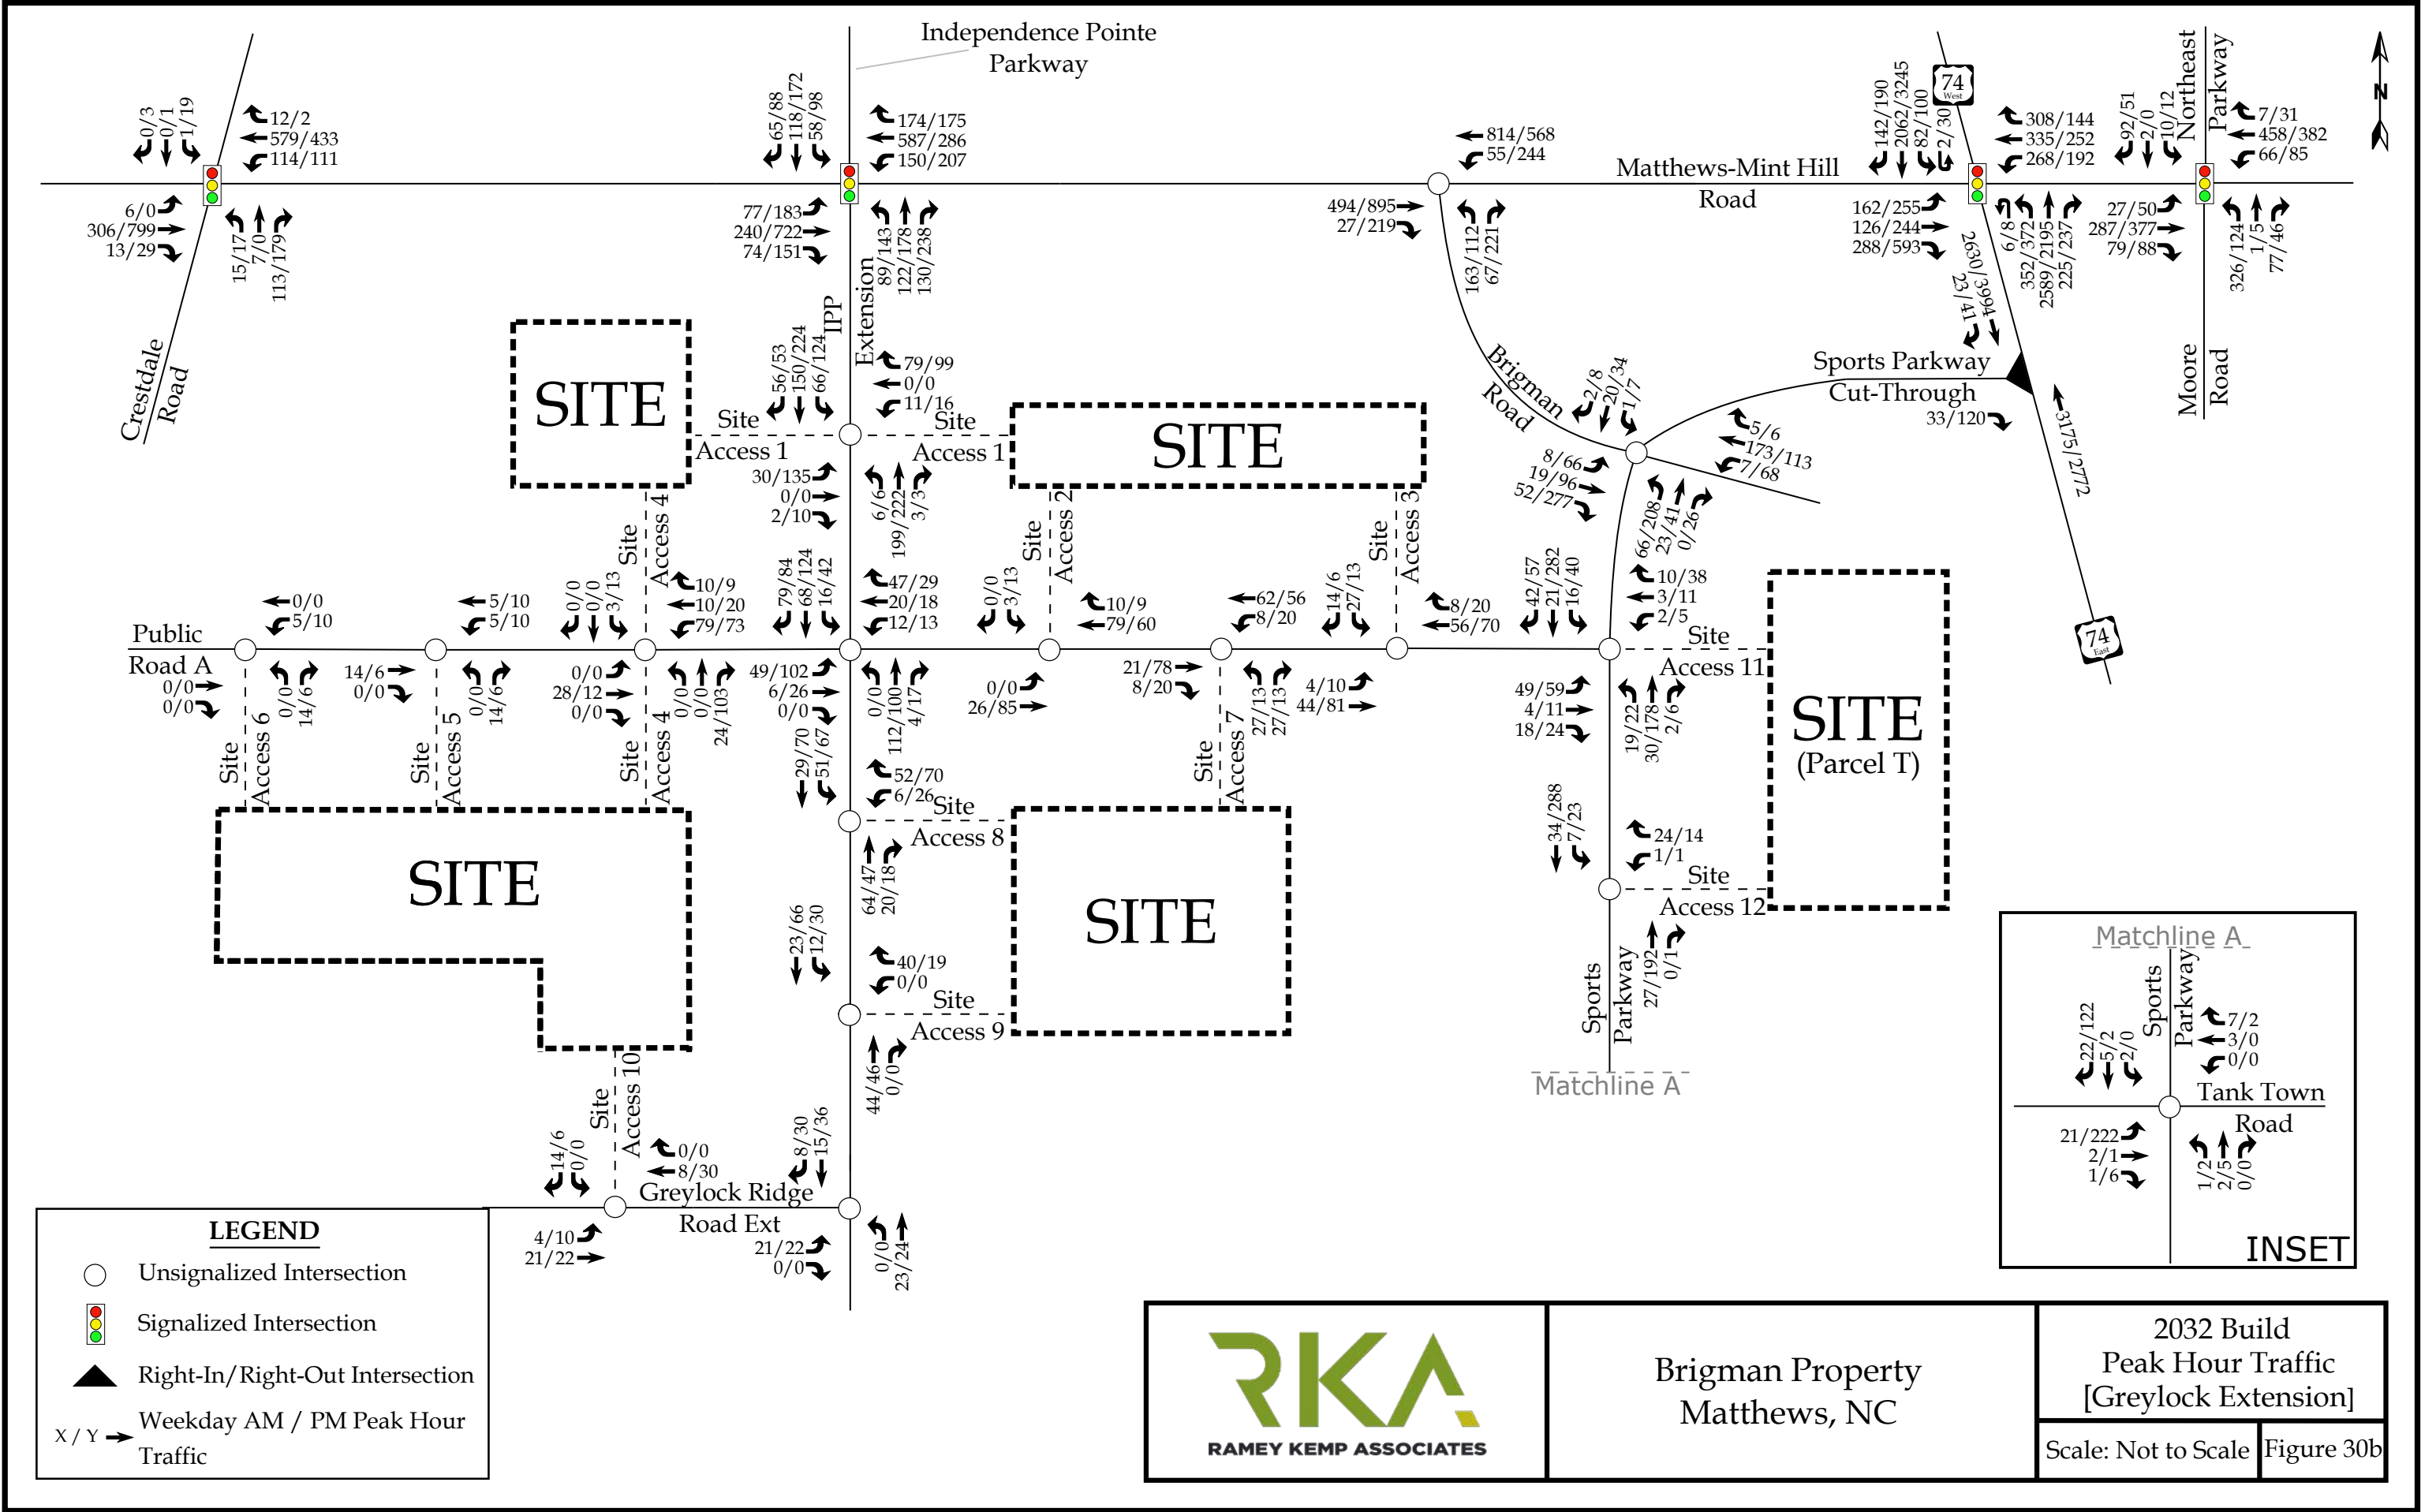 Independence Pointe
Parkway
0/3
0/1
1/19
12/2
579/433
114/111
6/0
306/799
13/29
15/17
7/0
113/179
Crestdale
Road
65/88
118/172
58/98
174/175
587/286
150/207
77/183
240/722
74/151
89/143
122/178
130/238
IPP
Extension
814/568
55/244
494/895
27/219
163/112
67/221
Matthews-Mint Hill
Road
142/190
2062/3245
82/100
2/30
74
West
308/144
335/252
268/192
162/255
126/244
288/593
6/8
352/372
2589/2195
225/237
2630/3994
23/41
92/51
2/0
10/12
Northeast
Parkway
7/31
458/382
66/85
27/50
287/377
79/88
326/124
1/5
77/46
Moore
Road
N
Sports Parkway
Cut-Through
33/120
3175/2772
74
East
Brigman
Road
2/8
20/34
1/7
5/6
173/113
7/68
8/66
19/96
52/277
66/208
23/41
0/26
SITE
56/53
150/224
66/124
79/99
0/0
11/16
Site
Access 1
Site
Access 1
30/135
0/0
2/10
6/6
199/222
3/3
SITE
Site
Access 4
Site
Access 2
Site
Access 3
Public
Road A
0/0
5/10
0/0
0/0
0/0
14/6
Site
Access 6
5/10
5/10
14/6
0/0
0/0
14/6
Site
Access 5
0/0
0/0
3/13
10/9
10/20
79/73
0/0
28/12
0/0
0/0
0/0
24/103
Site
Access 4
79/84
68/124
16/42
47/29
20/18
12/13
49/102
6/26
0/0
0/0
112/100
4/17
0/0
3/13
10/9
79/60
0/0
26/85
62/56
8/20
21/78
8/20
27/13
27/13
Site
Access 7
14/6
27/13
8/20
56/70
4/10
44/81
42/57
21/282
16/40
10/38
3/11
2/5
Site
Access 11
49/59
4/11
18/24
19/22
30/178
2/6
SITE
(Parcel T)
29/70
51/67
52/70
6/26
Site
Access 8
64/47
20/18
SITE
SITE
34/288
7/23
24/14
1/1
Site
Access 12
27/192
0/1
Sports
Parkway
Matchline A
23/66
12/30
40/19
0/0
Site
Access 9
44/46
0/0
Site
Access 10
14/6
0/0
0/0
8/30
4/10
21/22
Greylock Ridge
Road Ext
8/30
15/36
21/22
0/0
0/0
23/24
Matchline A
Sports
Parkway
22/122
5/2
2/0
7/2
3/0
0/0
Tank Town
Road
21/222
2/1
1/6
1/2
2/5
0/0
INSET
LEGEND
Unsignalized Intersection
Signalized Intersection
Right-In/Right-Out Intersection
X / Y
Weekday AM / PM Peak Hour
Traffic
RKA
RAMEY KEMP ASSOCIATES
Brigman Property
Matthews, NC
2032 Build
Peak Hour Traffic
[Greylock Extension]
Scale: Not to Scale
Figure 30b